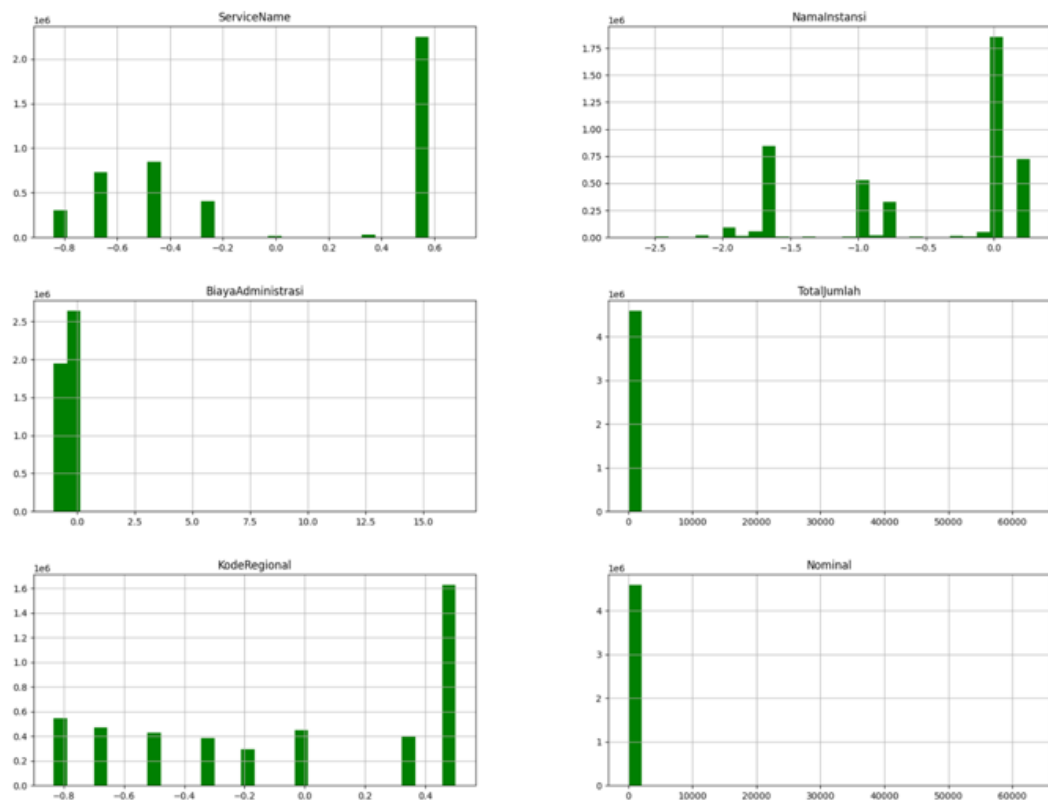 ServiceName
1e6
2.0
1.5
1.0
0.5
0.0
−0.8 −0.6 −0.4 −0.2 0.0 0.2 0.4 0.6
NamaInstansi
1e6
1.75
1.50
1.25
1.00
0.75
0.50
0.25
0.00
−2.5 −2.0 −1.5 −1.0 −0.5 0.0
BiayaAdministrasi
1e6
2.5
2.0
1.5
1.0
0.5
0.0
0.0 2.5 5.0 7.5 10.0 12.5 15.0
TotalJumlah
1e6
4
3
2
1
0
0 10000 20000 30000 40000 50000 60000
KodeRegional
1e6
1.6
1.4
1.2
1.0
0.8
0.6
0.4
0.2
0.0
−0.8 −0.6 −0.4 −0.2 0.0 0.2 0.4
Nominal
1e6
4
3
2
1
0
0 10000 20000 30000 40000 50000 60000